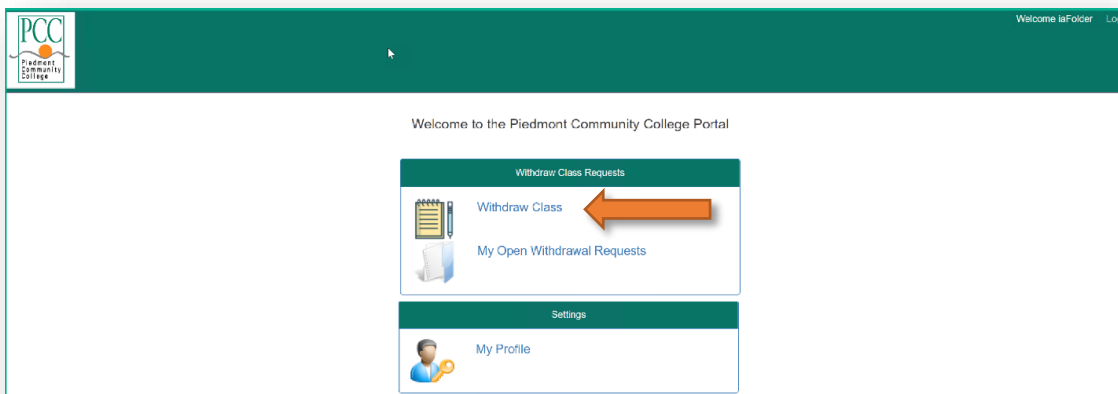 PCC
Piedmont
Community
College
Welcome iaFolder Lo
Welcome to the Piedmont Community College Portal
Withdraw Class Requests
Withdraw Class
My Open Withdrawal Requests
Settings
My Profile